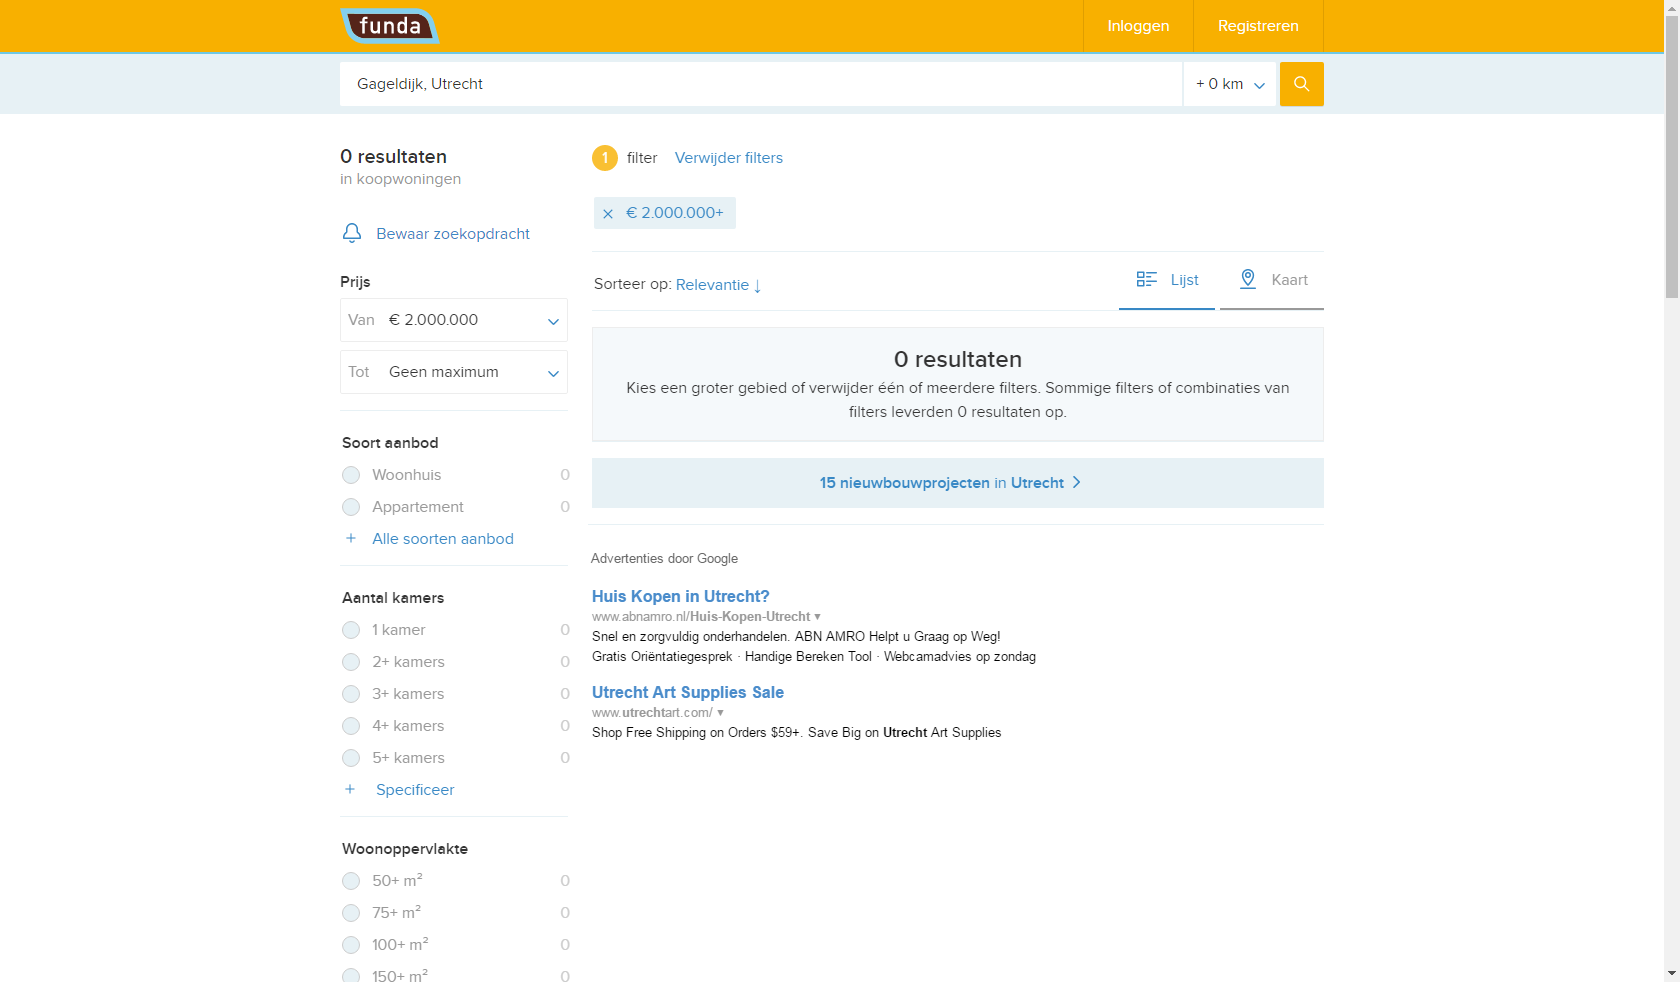 funda
Inloggen
Registreren
Gageldijk, Utrecht
+ 0 km
0 resultaten
in koopwoningen
Bewaar zoekopdracht
Prijs
Van € 2.000.000
Tot Geen maximum
Soort aanbod
Woonhuis 0
Appartement 0
+ Alle soorten aanbod
Aantal kamers
1 kamer 0
2+ kamers 0
3+ kamers 0
4+ kamers 0
5+ kamers 0
+ Specificeer
Woonoppervlakte
50+ m² 0
75+ m² 0
100+ m² 0
150+ m² 0
1 filter Verwijder filters
× € 2.000.000+
Sorteer op: Relevantie ↓
Lijst
Kaart
0 resultaten
Kies een groter gebied of verwijder één of meerdere filters. Sommige filters of combinaties van
filters leverden 0 resultaten op.
15 nieuwbouwprojecten in Utrecht
Advertenties door Google
Huis Kopen in Utrecht?
www.abnamro.nl/Huis-Kopen-Utrecht ▼
Snel en zorgvuldig onderhandelen. ABN AMRO Helpt u Graag op Weg!
Gratis Oriëntatiegesprek · Handige Bereken Tool · Webcamadvies op zondag
Utrecht Art Supplies Sale
www.utrechtart.com/ ▼
Shop Free Shipping on Orders $59+. Save Big on Utrecht Art Supplies